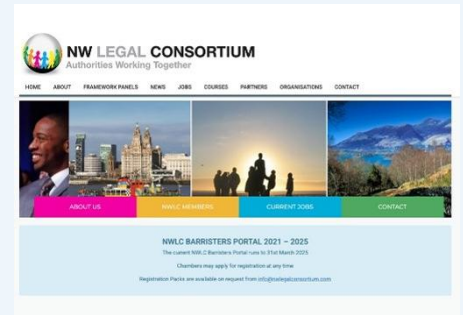 NW LEGAL CONSORTIUM
Authorities Working Together
HOME ABOUT FRAMEWORK PANELS NEWS JOBS COURSES PARTNERS ORGANISATIONS CONTACT
ABOUT US NWLC MEMBERS CURRENT JOBS CONTACT
NWLC BARRISTERS PORTAL 2021 – 2025
The current NWLC Barristers Portal runs to 31st March 2025
Chambers may apply for registration at any time
Registration Packs are available on request from info@nwlegalconsortium.com